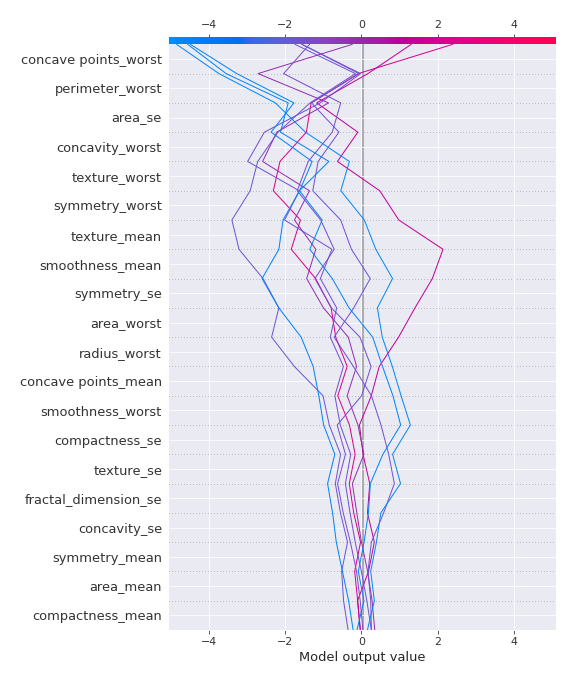 −4 −2 0 2 4
concave points_worst
perimeter_worst
area_se
concavity_worst
texture_worst
symmetry_worst
texture_mean
smoothness_mean
symmetry_se
area_worst
radius_worst
concave points_mean
smoothness_worst
compactness_se
texture_se
fractal_dimension_se
concavity_se
symmetry_mean
area_mean
compactness_mean
−4 −2 0 2 4
Model output value